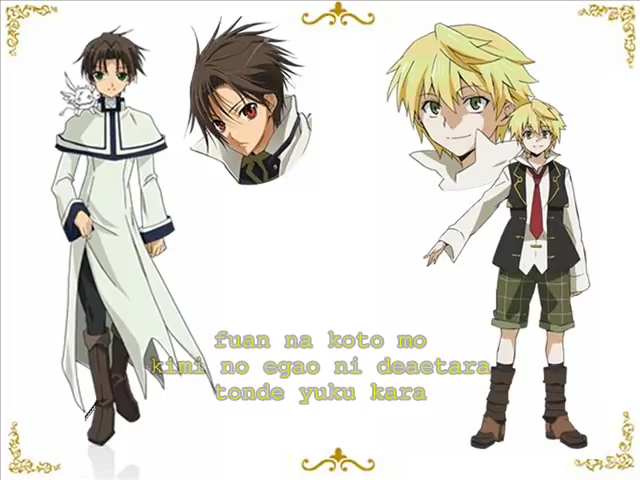 fuan na koto mo
kimi no egao ni deaetara
tonde yuku kara